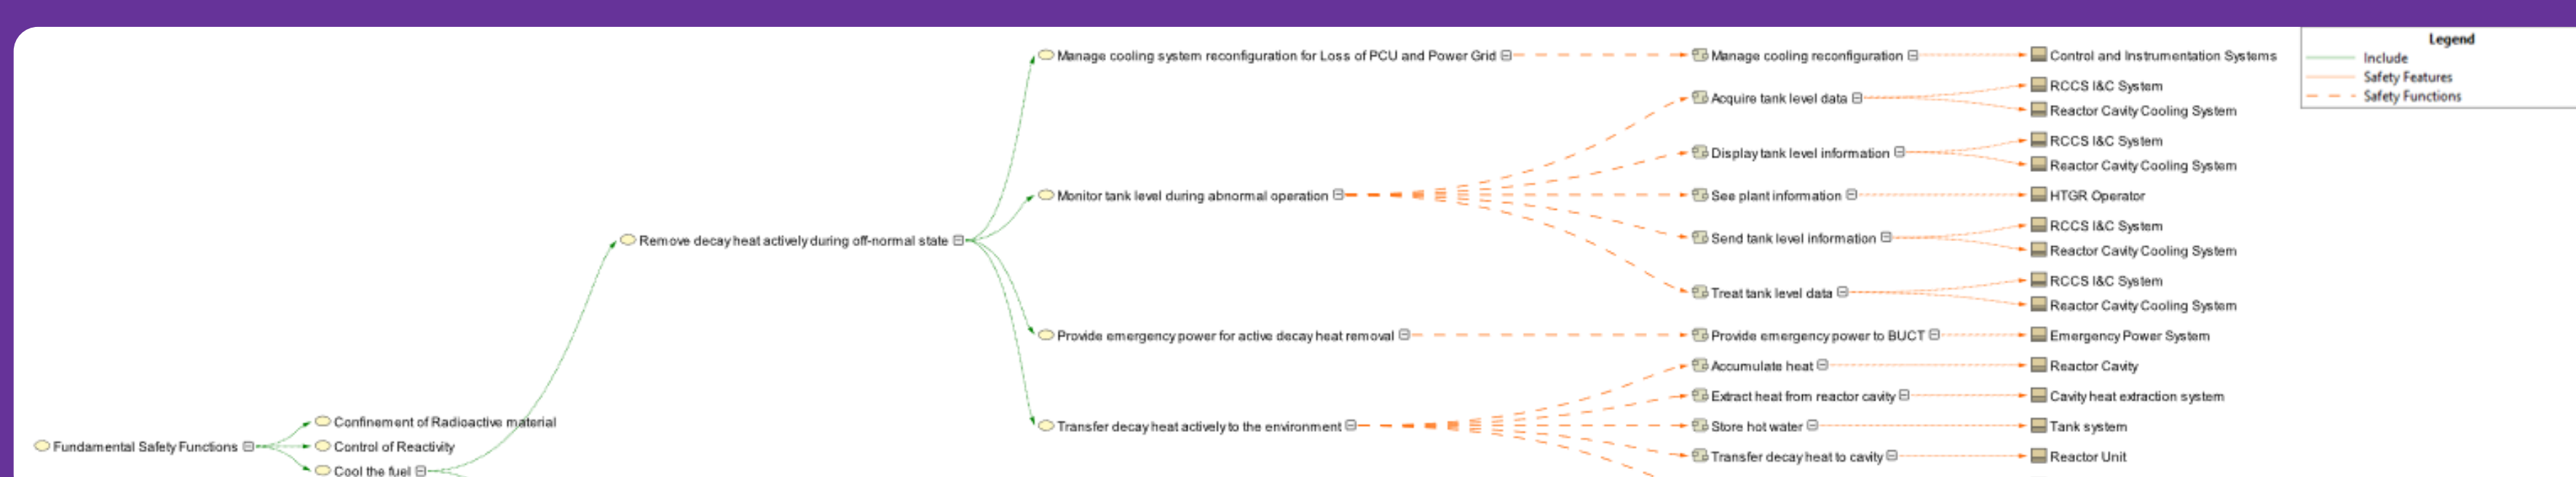 Manage cooling system reconfiguration for Loss of PCU and Power Grid
Manage cooling reconfiguration
Control and Instrumentation Systems
Legend
Include
Safety Features
Safety Functions
RCCS I&C System
Acquire tank level data
Reactor Cavity Cooling System
RCCS I&C System
Display tank level information
Reactor Cavity Cooling System
Monitor tank level during abnormal operation
See plant information
HTGR Operator
RCCS I&C System
Remove decay heat actively during off-normal state
Send tank level information
Reactor Cavity Cooling System
RCCS I&C System
Treat tank level data
Reactor Cavity Cooling System
Provide emergency power for active decay heat removal
Provide emergency power to BUCT
Emergency Power System
Accumulate heat
Reactor Cavity
Extract heat from reactor cavity
Cavity heat extraction system
Confinement of Radioactive material
Transfer decay heat actively to the environment
Store hot water
Tank system
Fundamental Safety Functions
Control of Reactivity
Transfer decay heat to cavity
Reactor Unit
Cool the fuel